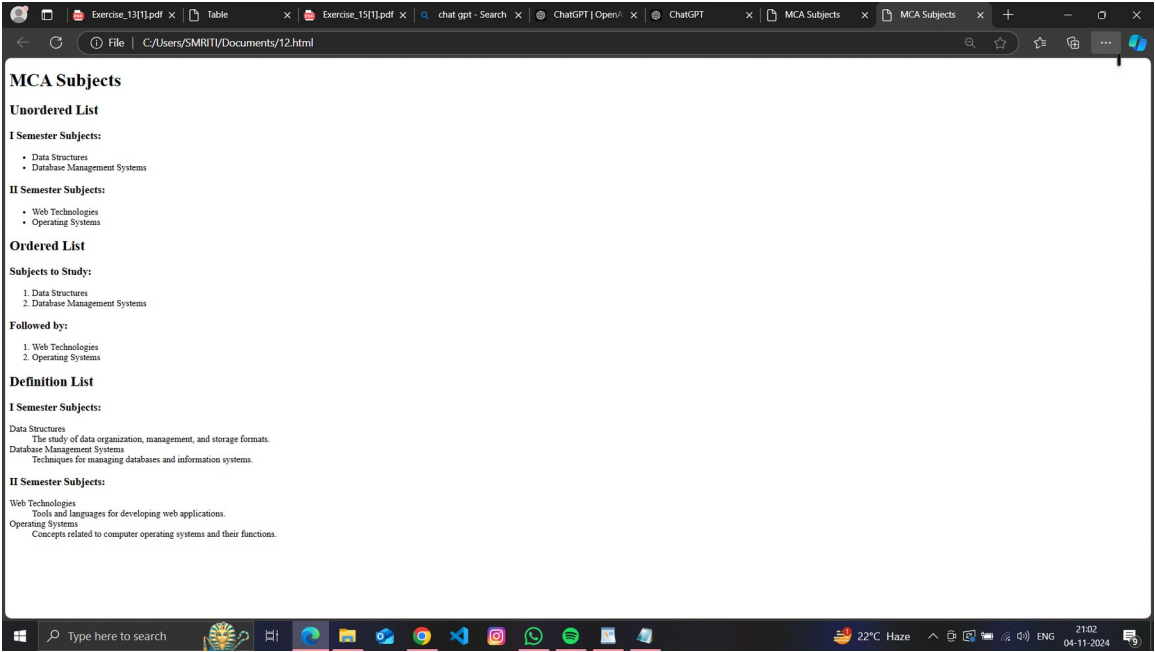 Exercise_13[1].pdf
Table
Exercise_15[1].pdf
chat gpt - Search
ChatGPT | OpenA
ChatGPT
MCA Subjects
MCA Subjects
File | C:/Users/SMRITI/Documents/12.html
MCA Subjects
Unordered List
I Semester Subjects:
• Data Structures
• Database Management Systems
II Semester Subjects:
• Web Technologies
• Operating Systems
Ordered List
Subjects to Study:
1. Data Structures
2. Database Management Systems
Followed by:
1. Web Technologies
2. Operating Systems
Definition List
I Semester Subjects:
Data Structures
The study of data organization, management, and storage formats.
Database Management Systems
Techniques for managing databases and information systems.
II Semester Subjects:
Web Technologies
Tools and languages for developing web applications.
Operating Systems
Concepts related to computer operating systems and their functions.
Type here to search
22°C Haze
ENG
21:02
04-11-2024